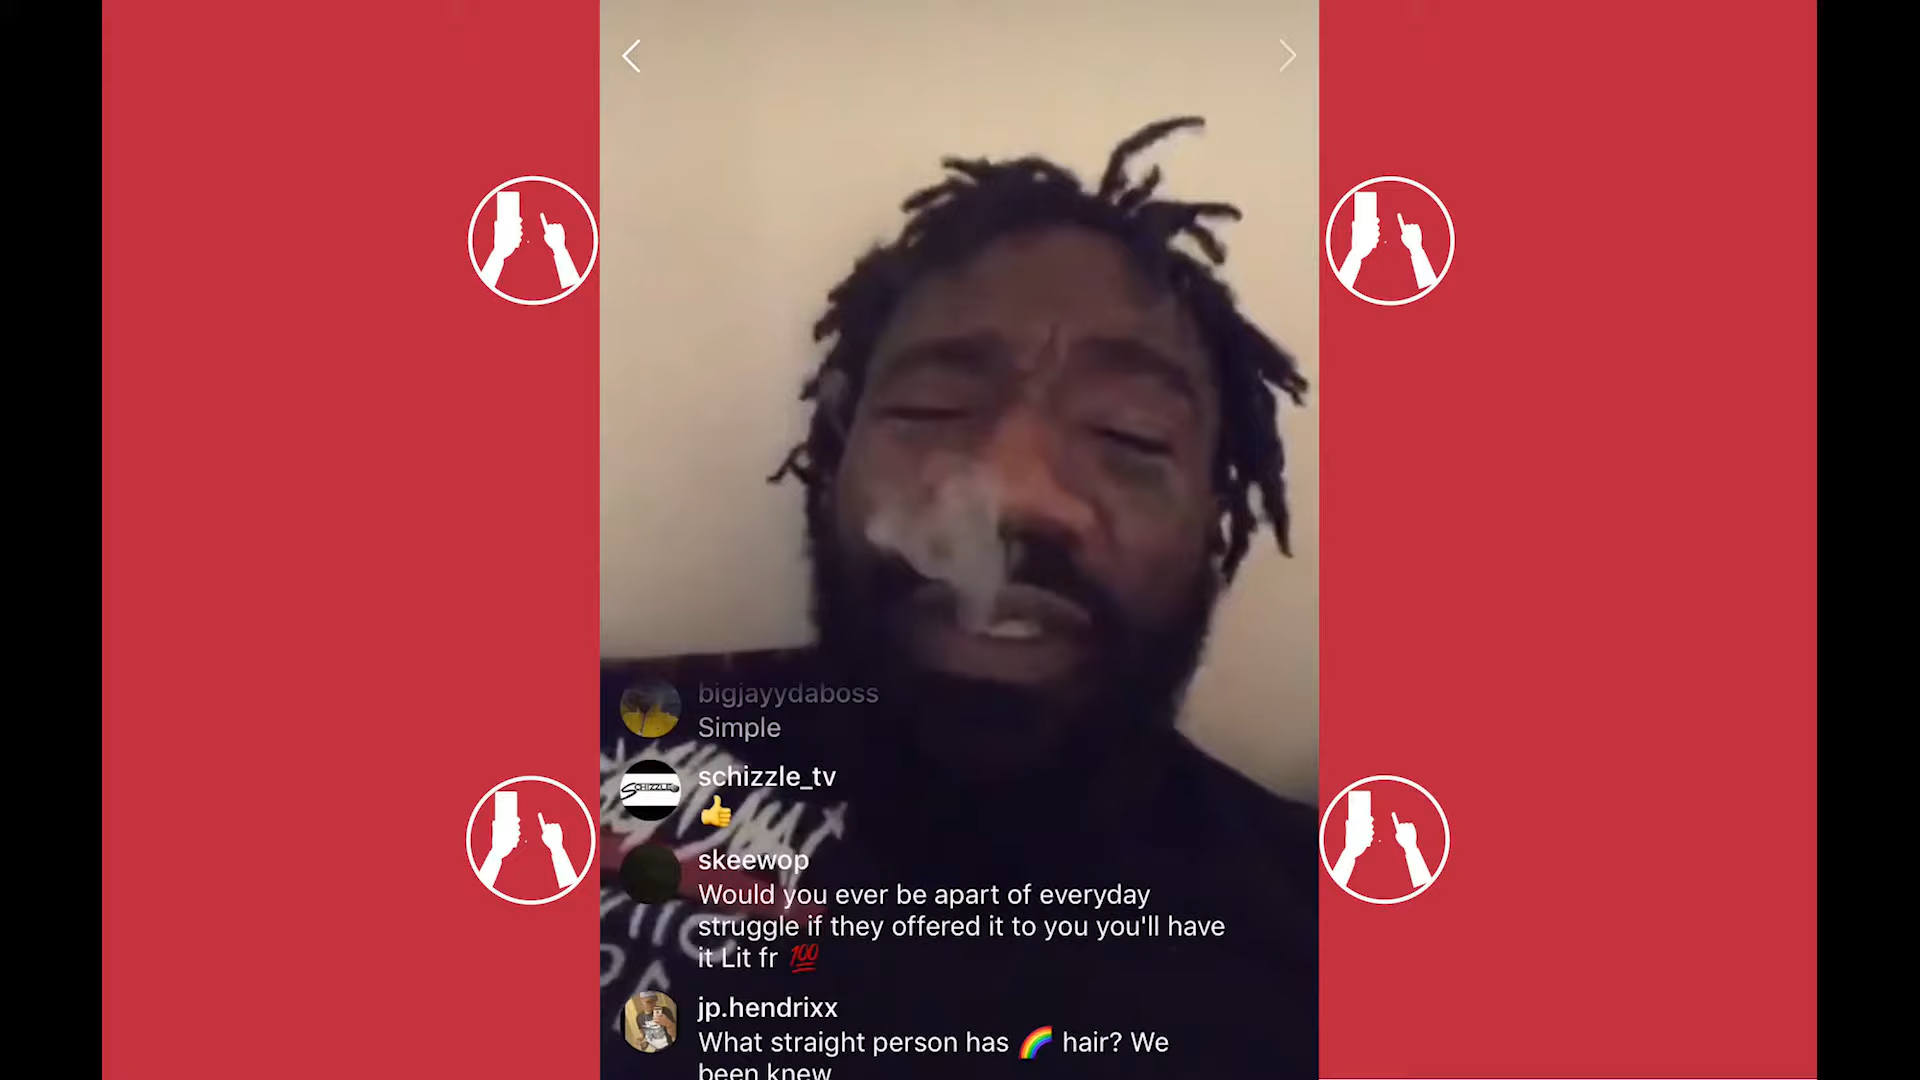 bigjayydaboss
Simple
schizzle_tv
👍
SCHIZZLE
skeewop
Would you ever be apart of everyday
struggle if they offered it to you you'll have
it Lit fr 💯
jp.hendrixx
What straight person has 🌈 hair? We
been knew